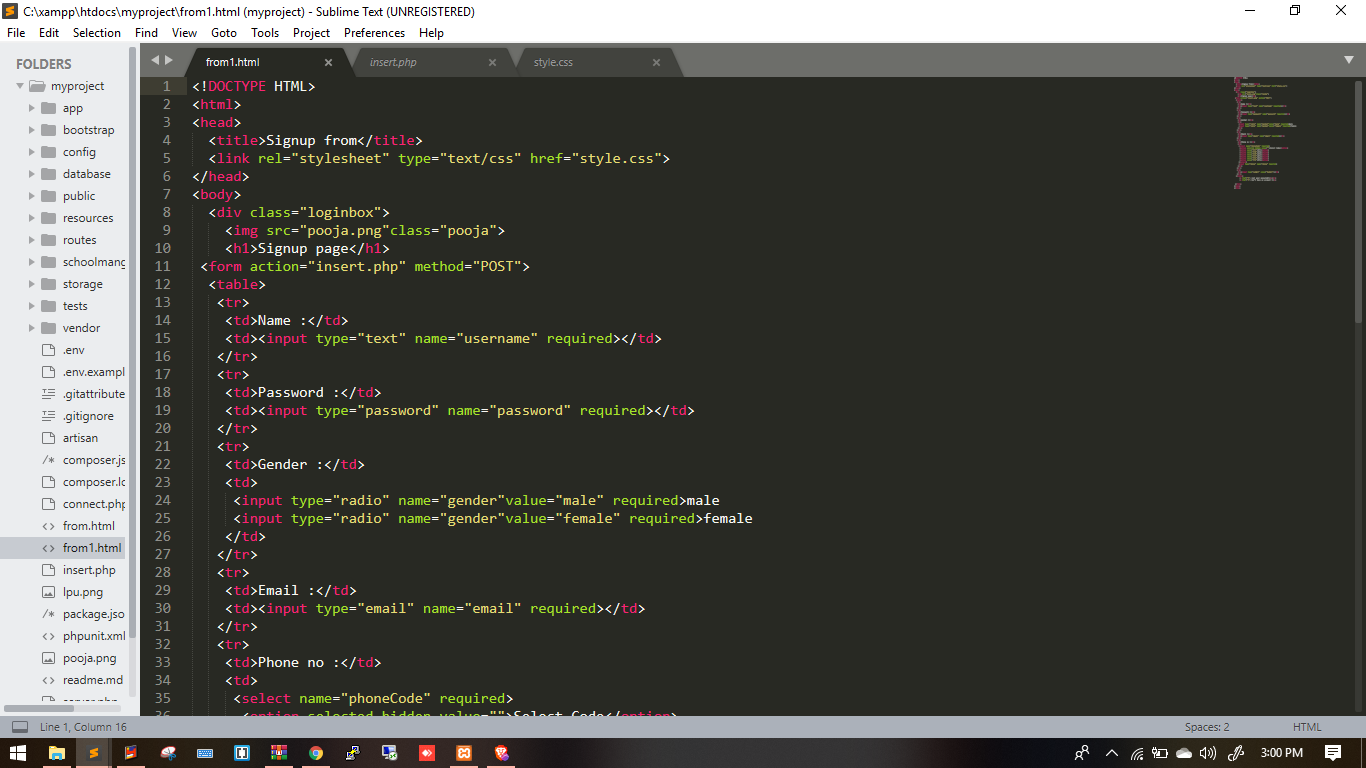 C:\xampp\htdocs\myproject\from1.html (myproject) - Sublime Text (UNREGISTERED)
File Edit Selection Find View Goto Tools Project Preferences Help
FOLDERS
myproject
app
bootstrap
config
database
public
resources
routes
schoolmang
storage
tests
vendor
.env
.env.exampl
.gitattribute
.gitignore
artisan
composer.js
composer.lo
connect.php
from.html
from1.html
insert.php
lpu.png
package.jso
phpunit.xml
pooja.png
readme.md
server.php
from1.html insert.php style.css
1 <!DOCTYPE HTML>
2 <html>
3 <head>
4 <title>Signup from</title>
5 <link rel="stylesheet" type="text/css" href="style.css">
6 </head>
7 <body>
8 <div class="loginbox">
9 <img src="pooja.png"class="pooja">
10 <h1>Signup page</h1>
11 <form action="insert.php" method="POST">
12 <table>
13 <tr>
14 <td>Name :</td>
15 <td><input type="text" name="username" required></td>
16 </tr>
17 <tr>
18 <td>Password :</td>
19 <td><input type="password" name="password" required></td>
20 </tr>
21 <tr>
22 <td>Gender :</td>
23 <td>
24 <input type="radio" name="gender"value="male" required>male
25 <input type="radio" name="gender"value="female" required>female
26 </td>
27 </tr>
28 <tr>
29 <td>Email :</td>
30 <td><input type="email" name="email" required></td>
31 </tr>
32 <tr>
33 <td>Phone no :</td>
34 <td>
35 <select name="phoneCode" required>
36 <option selected hidden value="">Select Code</option>
Line 1, Column 16 Spaces: 2 HTML
3:00 PM